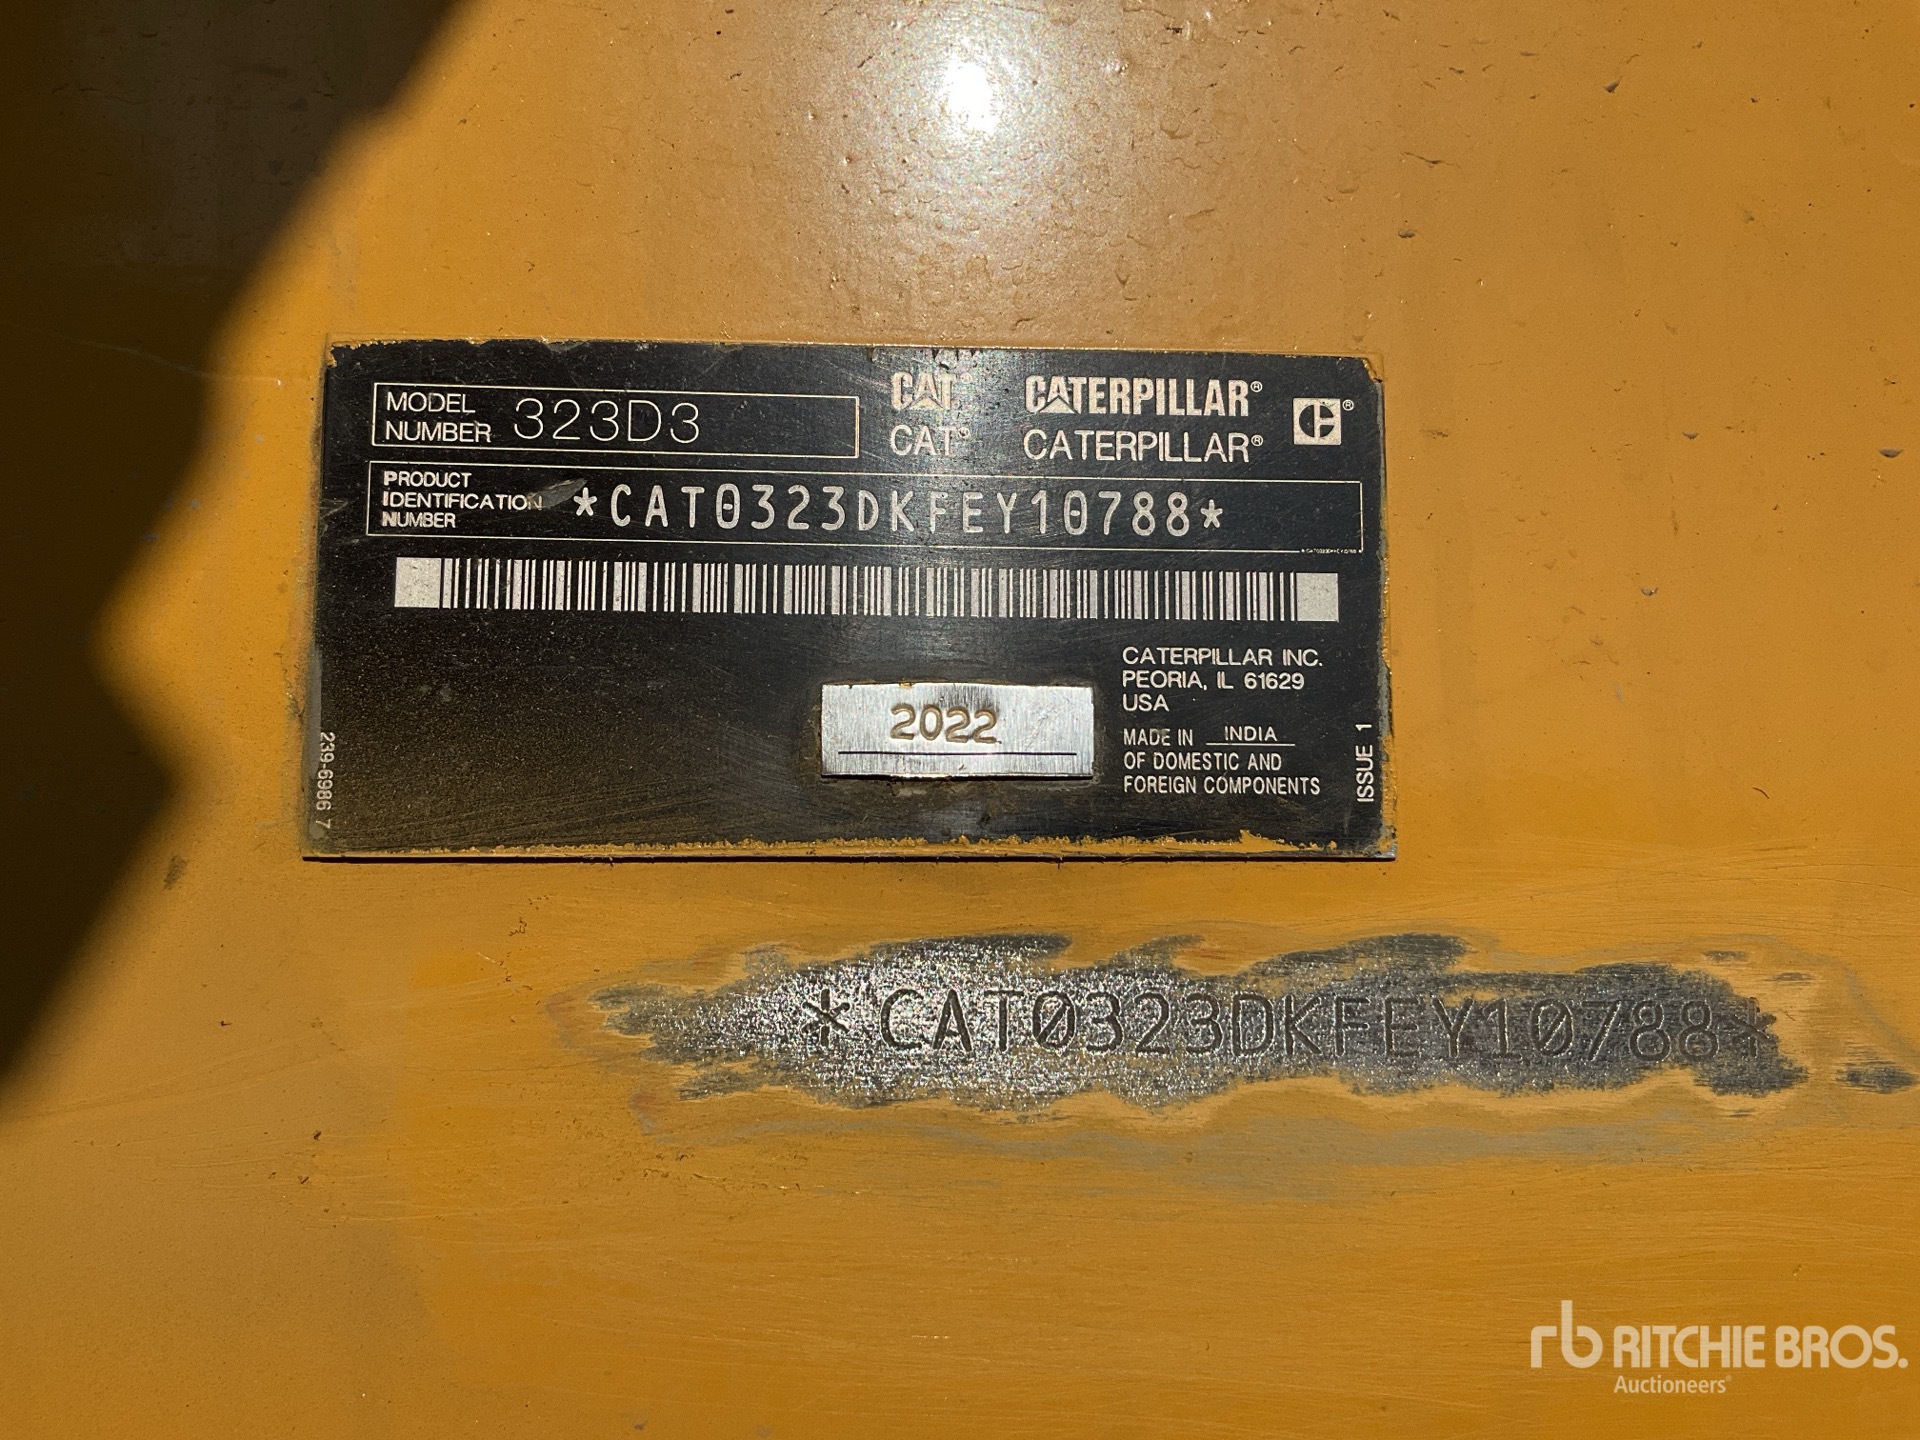 MODEL NUMBER 323D3
CAT® CATERPILLAR®
CAT® CATERPILLAR®
PRODUCT IDENTIFICATION NUMBER *CAT0323DKFEY10788*
2022
CATERPILLAR INC.
PEORIA, IL 61629
USA
MADE IN INDIA
OF DOMESTIC AND
FOREIGN COMPONENTS
ISSUE 1
239-6986 7
*CAT0323DKFEY10788*
rb RITCHIE BROS.
Auctioneers®